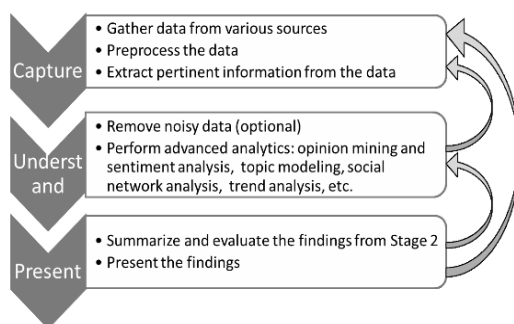 Capture
• Gather data from various sources
• Preprocess the data
• Extract pertinent information from the data
Underst
and
• Remove noisy data (optional)
• Perform advanced analytics: opinion mining and
sentiment analysis, topic modeling, social
network analysis, trend analysis, etc.
Present
• Summarize and evaluate the findings from Stage 2
• Present the findings